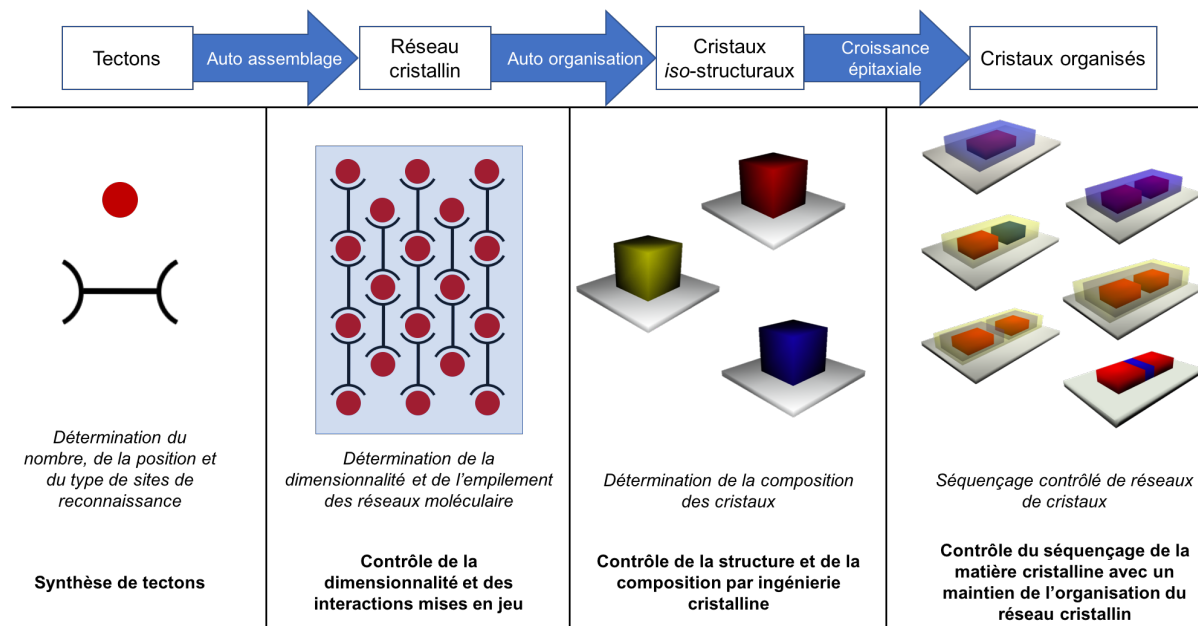 Tectons
Auto assemblage
Réseau
cristallin
Auto organisation
Cristaux
iso-structuraux
Croissance
épitaxiale
Cristaux organisés
Détermination du
nombre, de la position et
du type de sites de
reconnaissance
Détermination de la
dimensionnalité et de l’empilement
des réseaux moléculaire
Détermination de la composition
des cristaux
Séquençage contrôlé de réseaux
de cristaux
Synthèse de tectons
Contrôle de la
dimensionnalité et des
interactions mises en jeu
Contrôle de la structure et de la
composition par ingénierie
cristalline
Contrôle du séquençage de la
matière cristalline avec un
maintien de l’organisation du
réseau cristallin